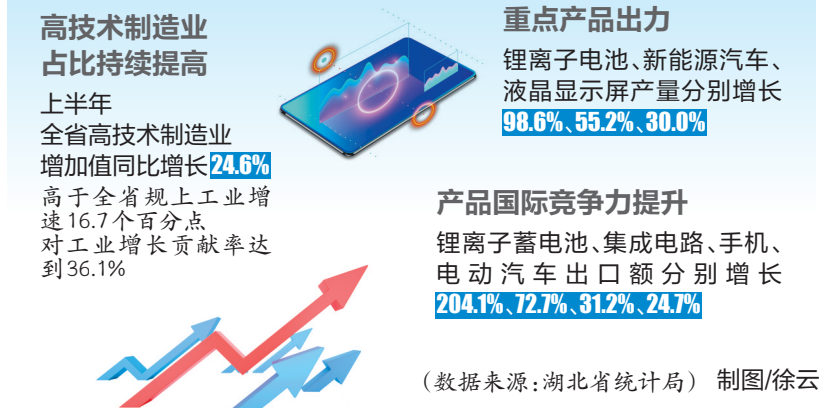 高技术制造业
占比持续提高
上半年
全省高技术制造业
增加值同比增长24.6%
高于全省规上工业增
速16.7个百分点
对工业增长贡献率达
到36.1%
重点产品出力
锂离子电池、新能源汽车、
液晶显示屏产量分别增长
98.6%、55.2%、30.0%
产品国际竞争力提升
锂离子蓄电池、集成电路、手机、
电动汽车出口额分别增长
204.1%、72.7%、31.2%、24.7%
(数据来源:湖北省统计局) 制图/徐云